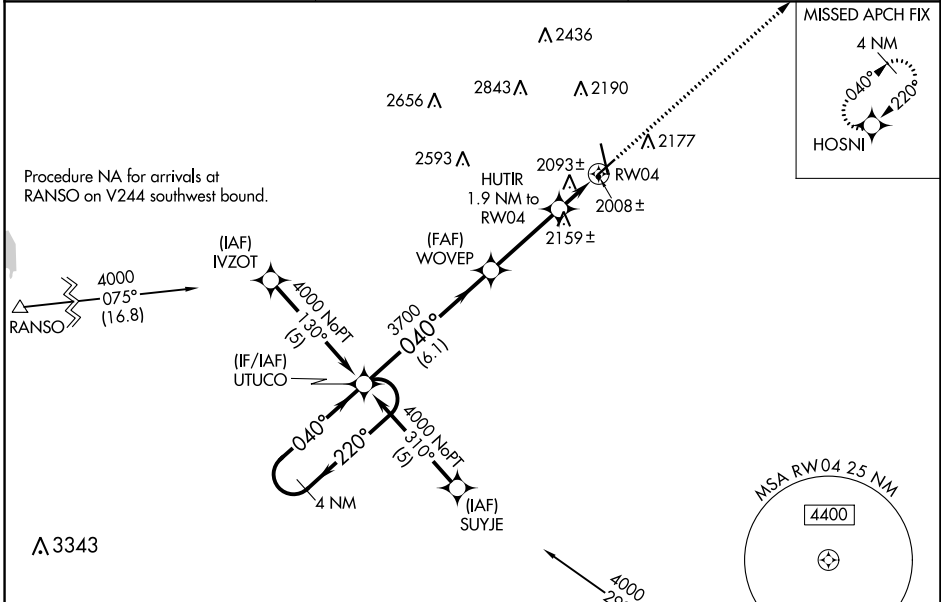 MISSED APCH FIX
4 NM
040°
220°
HOSNI
2436
2843
2190
2656
2177
2593
2093±
RW04
2008±
HUTIR
1.9 NM to
RW04
2159±
Procedure NA for arrivals at
RANSO on V244 southwest bound.
(FAF)
WOVEP
(IAF)
IVZOT
4000
075°
(16.8)
RANSO
4000 NoPT
130°
(5)
3700
040°
(6.1)
(IF/IAF)
UTUCO
040°
220°
4 NM
4000 NoPT
310°
(5)
(IAF)
SUYJE
3343
MSA RW04 25 NM
4400
4000